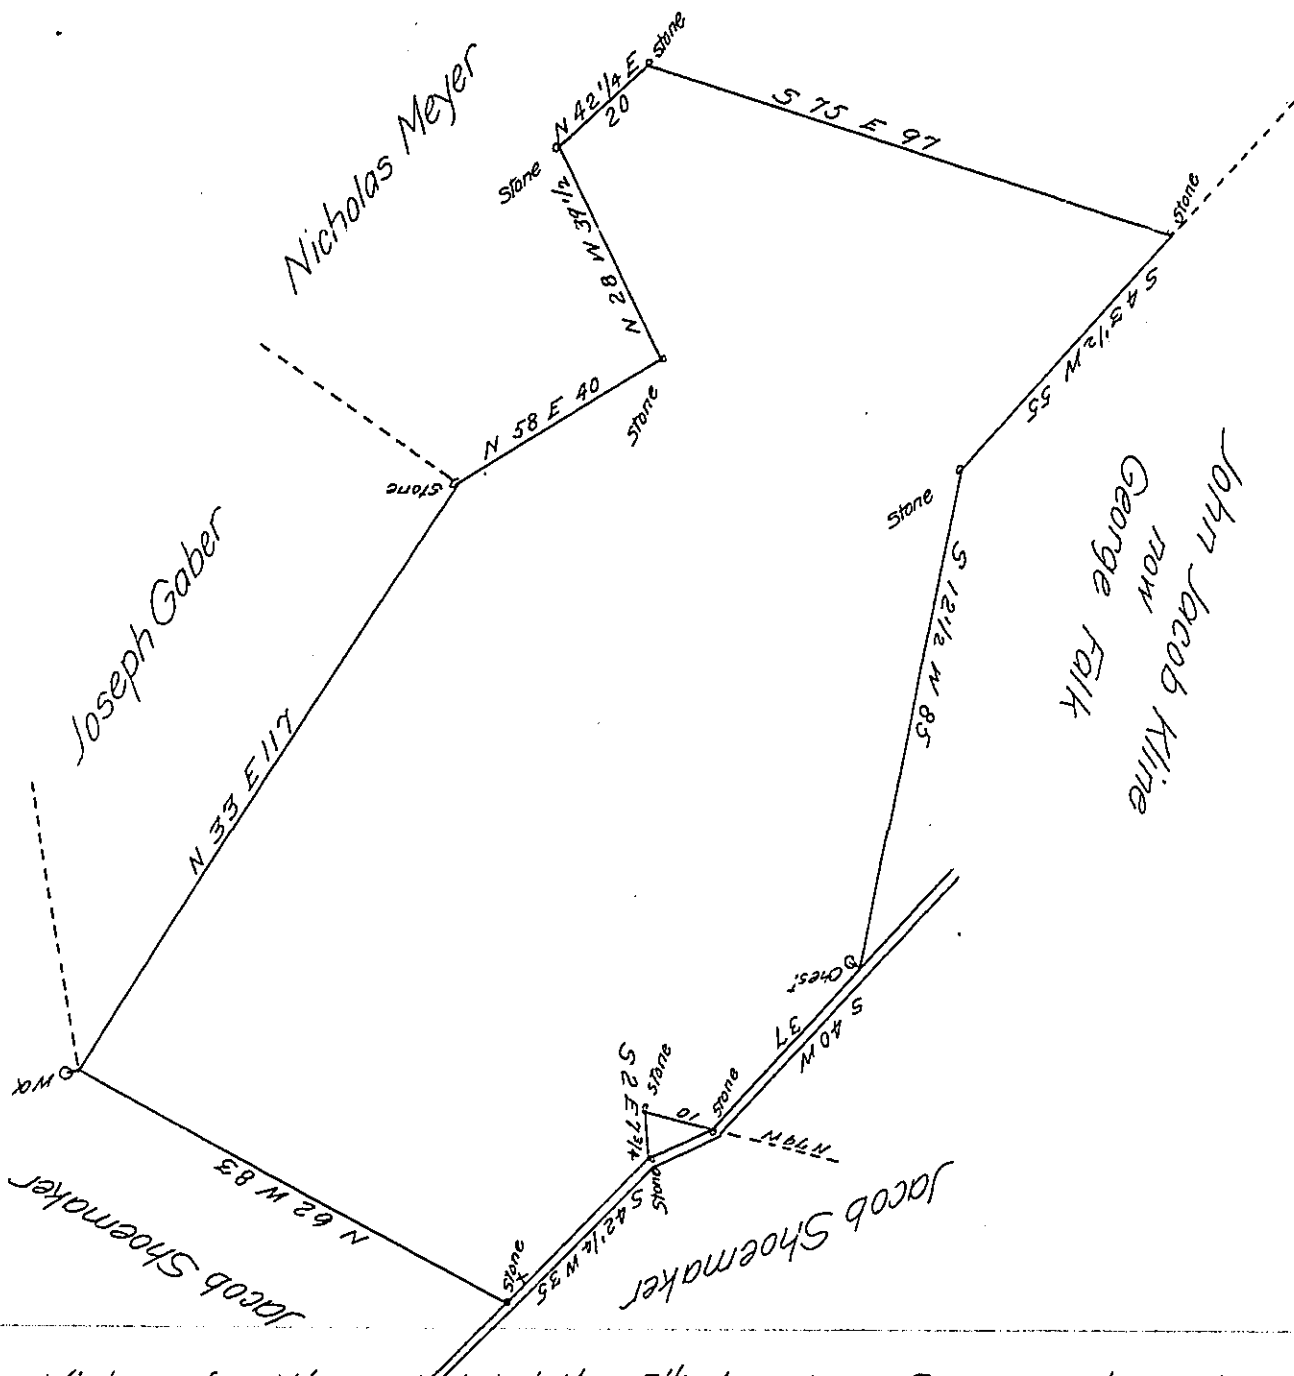 Nicholas Meyer
N 42 1/4 E
20
Stone
S 75 E 97
Stone
Stone
N 28 W 39 1/2
S 43 1/2 W 55
N 58 E 40
Stone
Stone
Stone
John Jacob Kline
now
George Falk
S 12 1/2 W 85
Joseph Gaber
N 33 E 117
Chest
S 40 W
37
Stone
10
Stone
S 2 E 7 3/4
N 79 W
Stone
S 42 1/4 W 35
Jacob Shoemaker
WO
N 62 W 83
Stone
Jacob Shoemaker